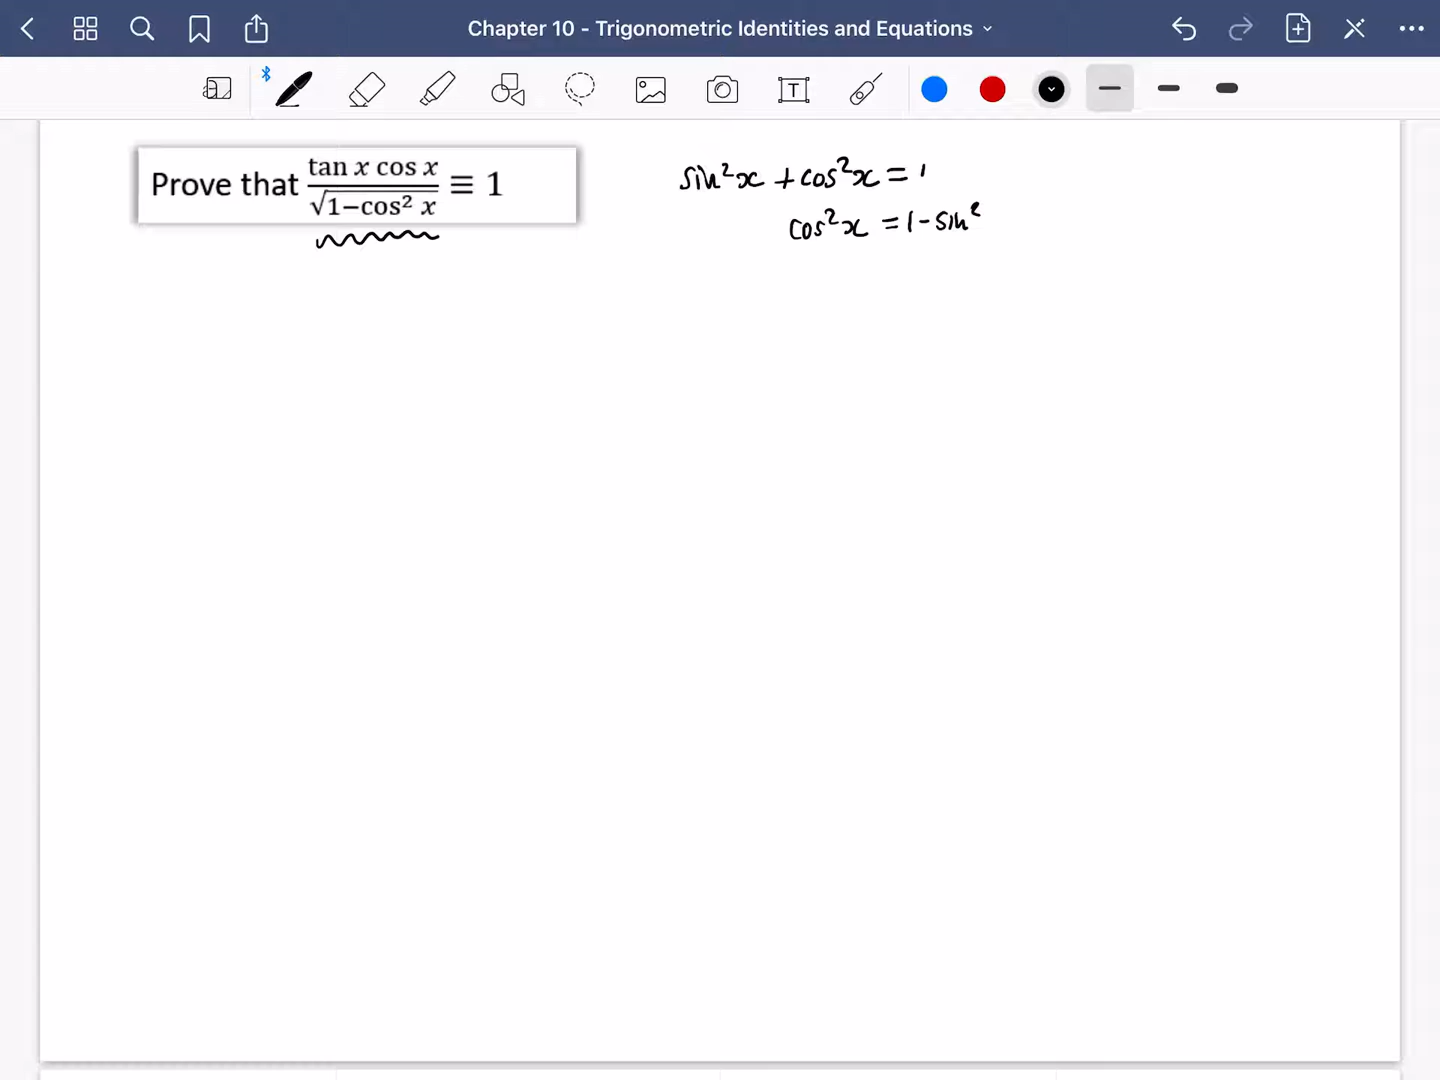 Chapter 10 - Trigonometric Identities and Equations
T
Prove that tan x cos x / √1−cos² x ≡ 1
sin²x + cos²x = 1
cos²x = 1 - sin²